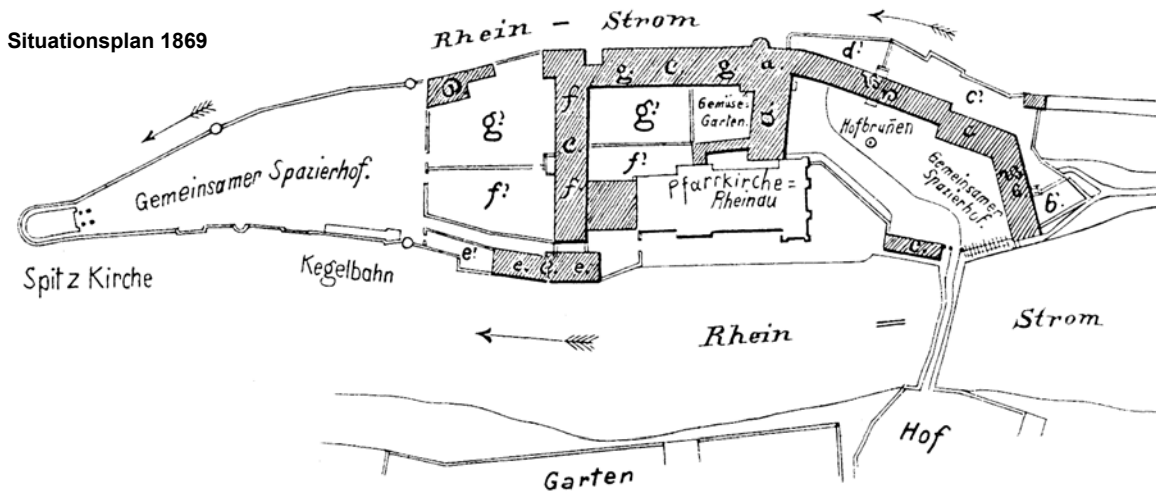 Situationsplan 1869
Rhein – Strom
d!
c!
g. C. g. a.
f
g!
g!
Gemüse-
Garten.
a!
Hofbruñen
d
C
f!
f!
f.
Pfarrkirche=
Rheinau
Gemeinsamer
Spazierhof.
b!
Gemeinsamer Spazierhof.
e!
e. G. e.
C.
Spitz Kirche
Kegelbahn
Rhein = Strom
Hof
Garten